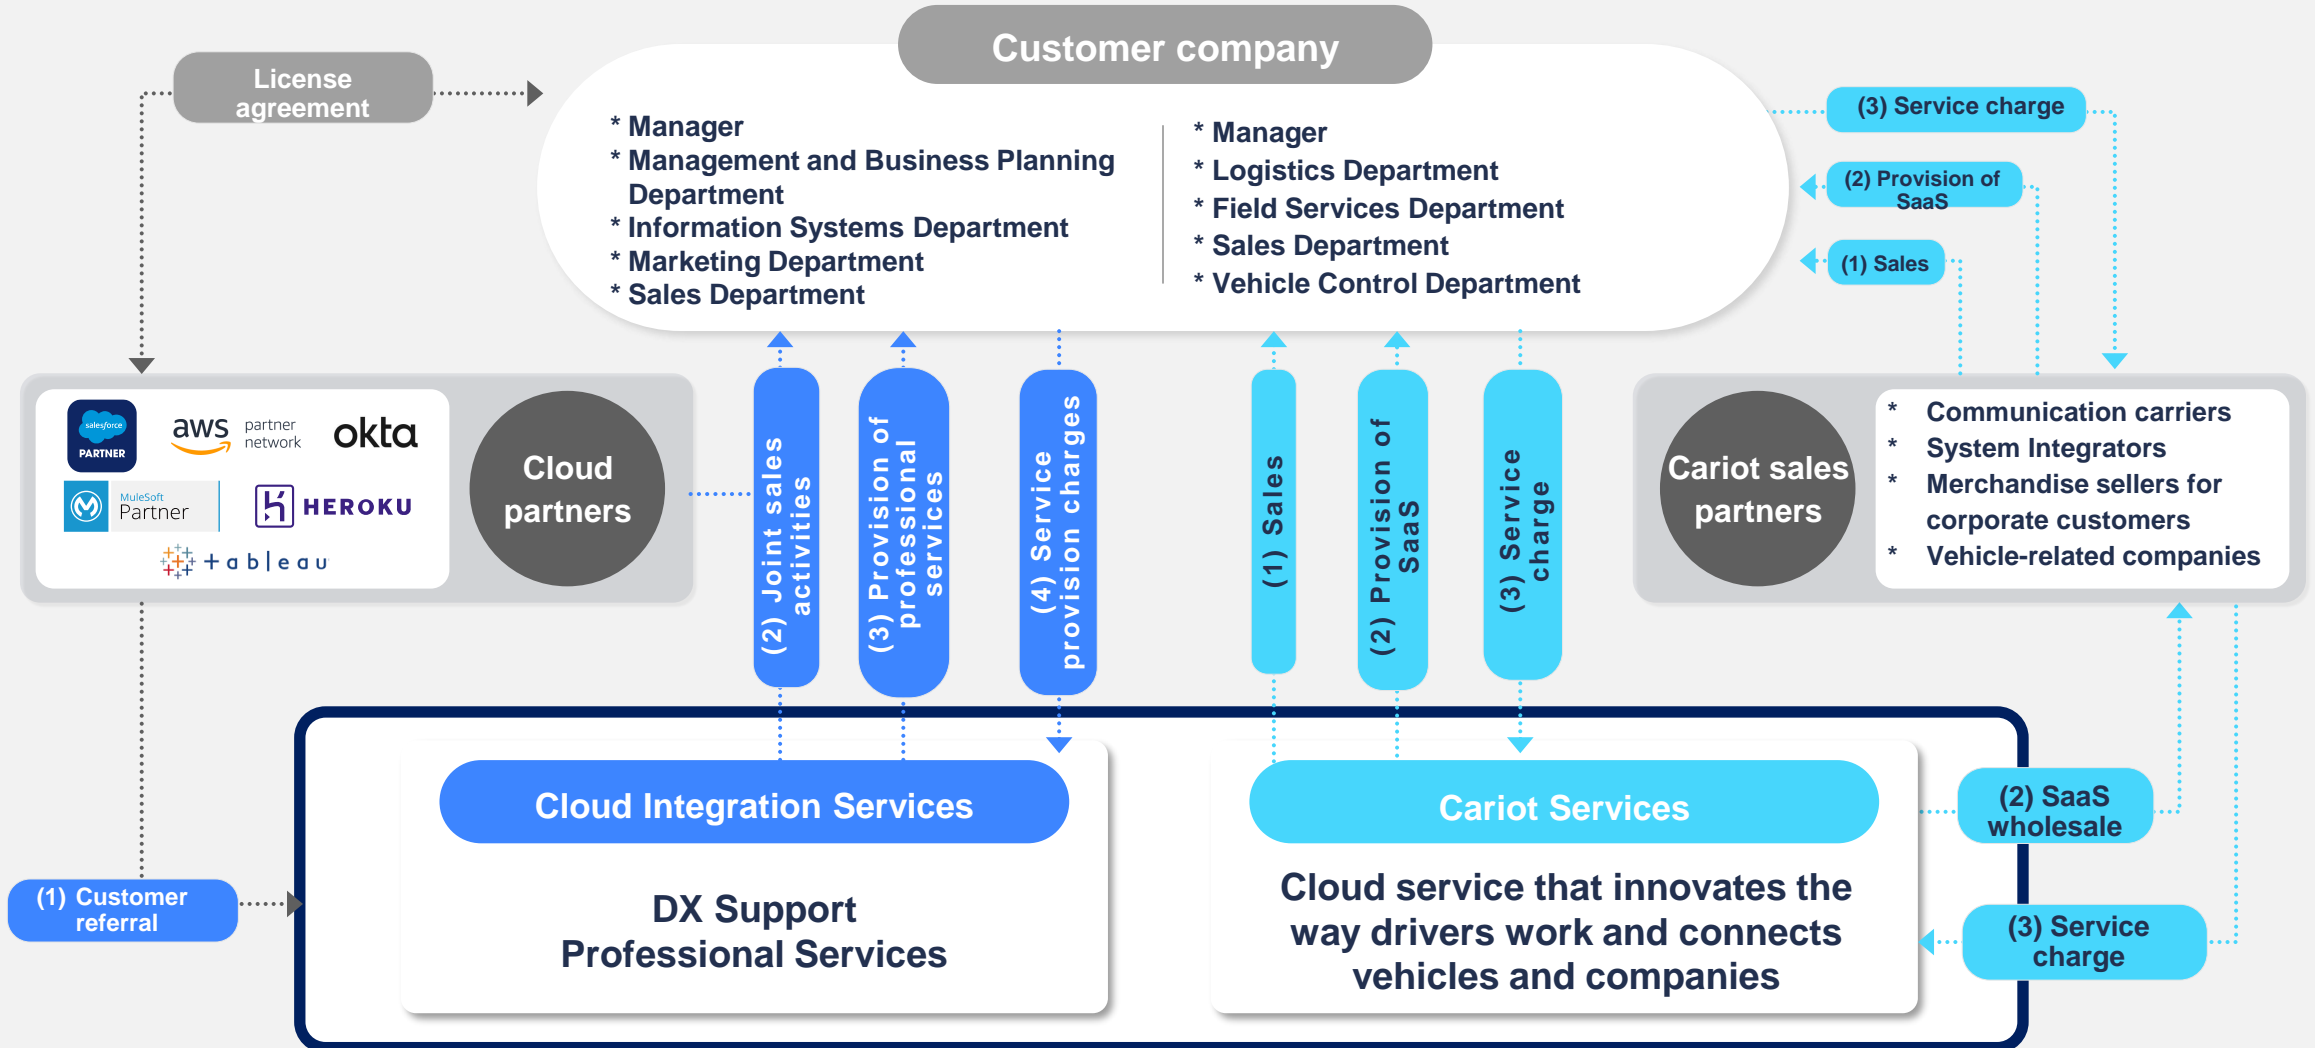 Customer company
License
agreement
* Manager
* Management and Business Planning
Department
* Information Systems Department
* Marketing Department
* Sales Department
* Manager
* Logistics Department
* Field Services Department
* Sales Department
* Vehicle Control Department
(3) Service charge
(2) Provision of
SaaS
(1) Sales
salesforce
PARTNER
aws partner
network
okta
MuleSoft
Partner
HEROKU
+ a b l e a u
Cloud
partners
(2) Joint sales
activities
(3) Provision of
professional
services
(4) Service
provision charges
(1) Sales
(2) Provision of
SaaS
(3) Service
charge
Cariot sales
partners
* Communication carriers
* System Integrators
* Merchandise sellers for
corporate customers
* Vehicle-related companies
Cloud Integration Services
DX Support
Professional Services
Cariot Services
Cloud service that innovates the
way drivers work and connects
vehicles and companies
(1) Customer
referral
(2) SaaS
wholesale
(3) Service
charge